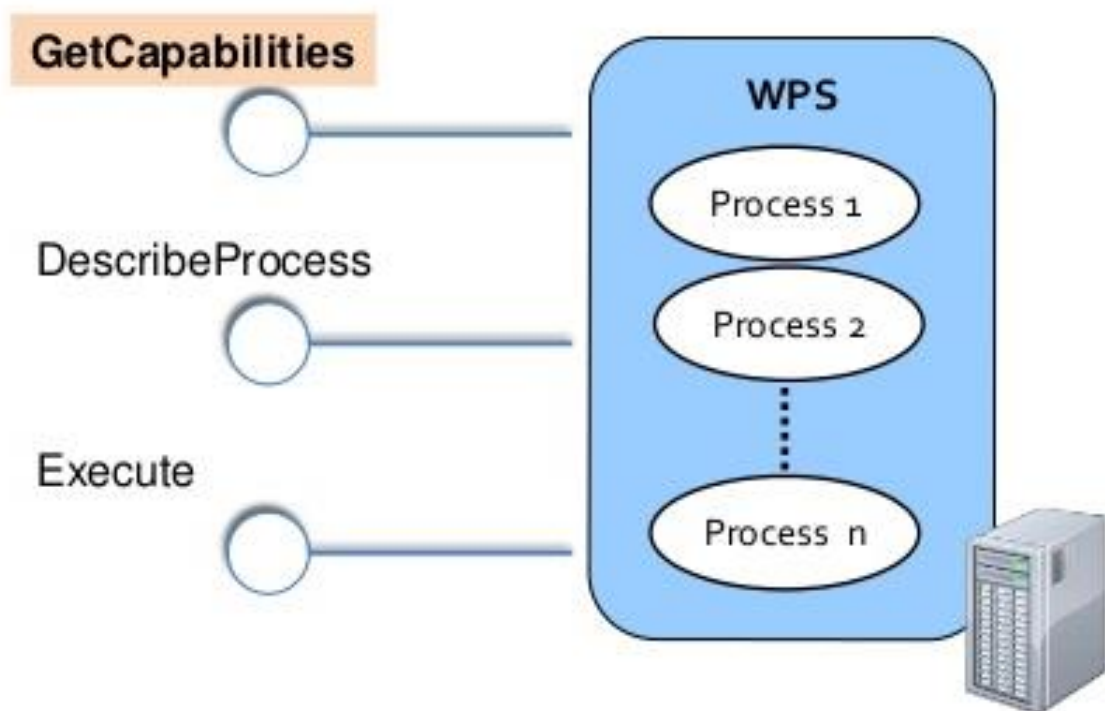 GetCapabilities
WPS
Process 1
DescribeProcess
Process 2
Execute
Process n